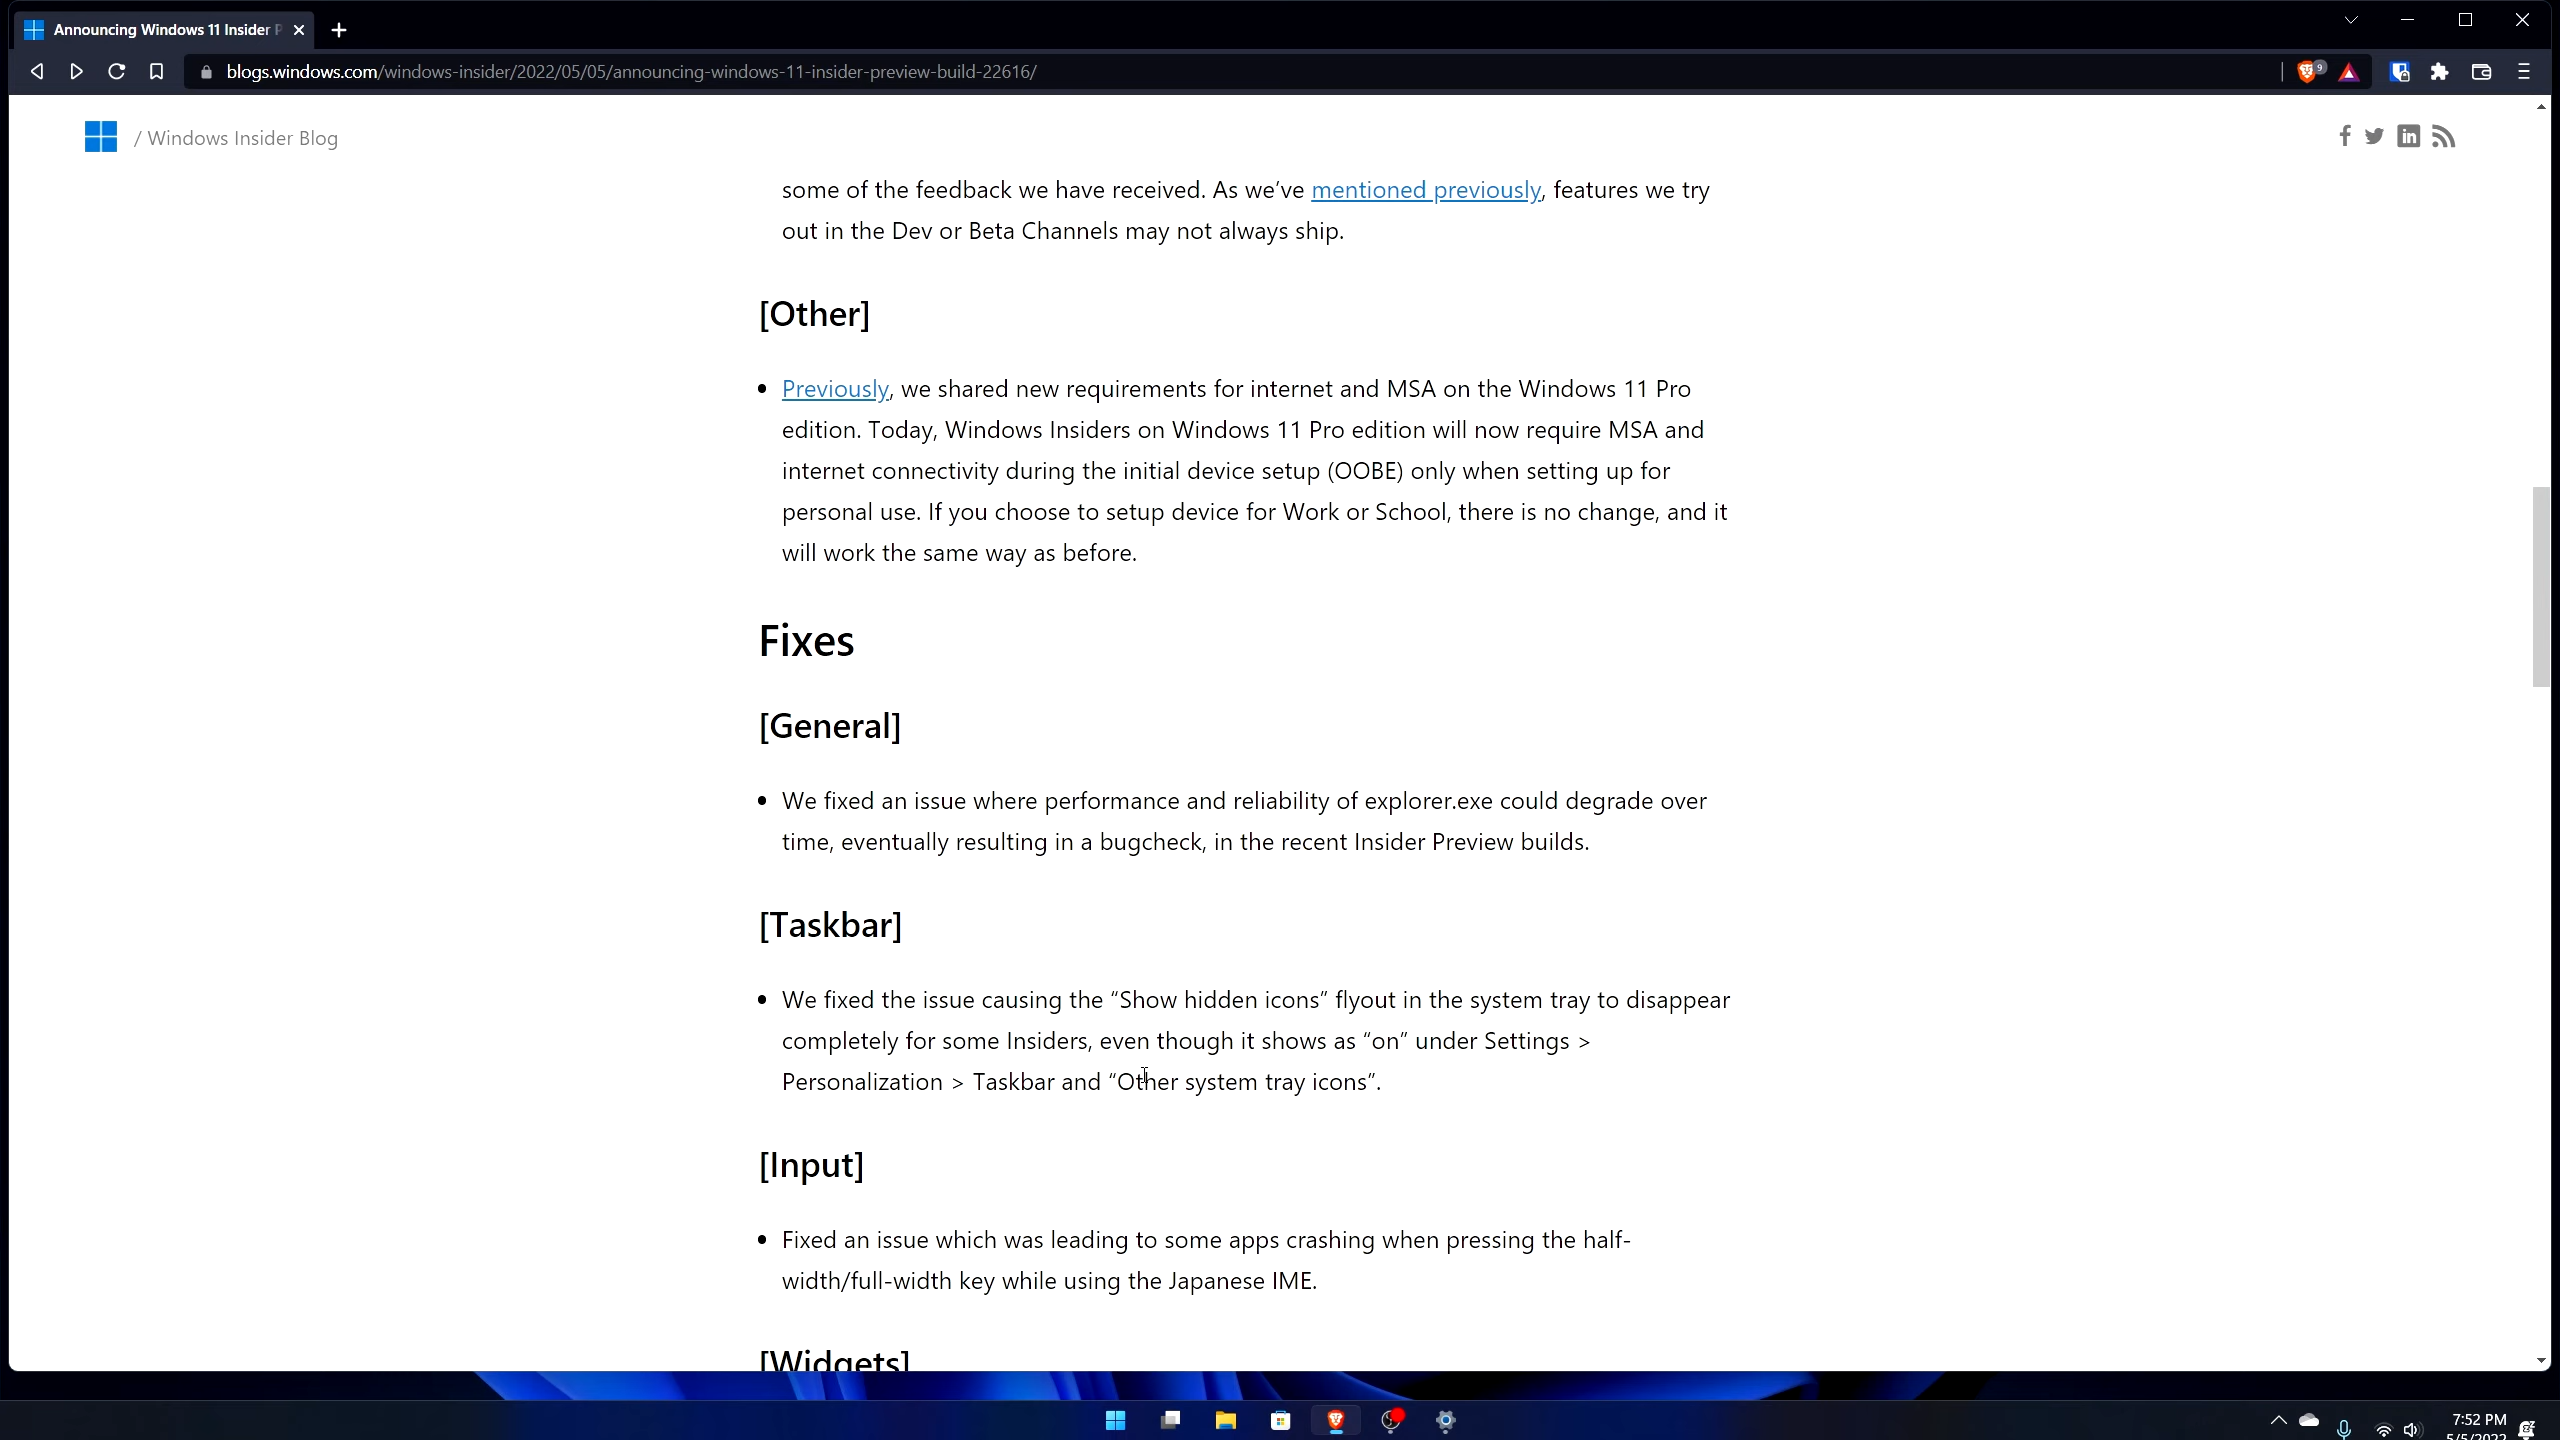 Announcing Windows 11 Insider P
blogs.windows.com/windows-insider/2022/05/05/announcing-windows-11-insider-preview-build-22616/
9
/ Windows Insider Blog
some of the feedback we have received. As we’ve mentioned previously, features we try
out in the Dev or Beta Channels may not always ship.
[Other]
Previously, we shared new requirements for internet and MSA on the Windows 11 Pro
edition. Today, Windows Insiders on Windows 11 Pro edition will now require MSA and
internet connectivity during the initial device setup (OOBE) only when setting up for
personal use. If you choose to setup device for Work or School, there is no change, and it
will work the same way as before.
Fixes
[General]
We fixed an issue where performance and reliability of explorer.exe could degrade over
time, eventually resulting in a bugcheck, in the recent Insider Preview builds.
[Taskbar]
We fixed the issue causing the “Show hidden icons” flyout in the system tray to disappear
completely for some Insiders, even though it shows as “on” under Settings >
Personalization > Taskbar and “Other system tray icons”.
[Input]
Fixed an issue which was leading to some apps crashing when pressing the half-
width/full-width key while using the Japanese IME.
[Widgets]
7:52 PM
5/5/2022